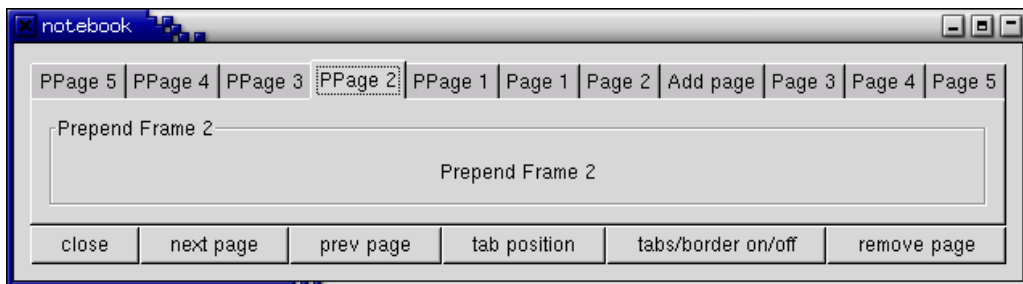 notebook
PPage 5 PPage 4 PPage 3 PPage 2 PPage 1 Page 1 Page 2 Add page Page 3 Page 4 Page 5
Prepend Frame 2
Prepend Frame 2
close next page prev page tab position tabs/border on/off remove page